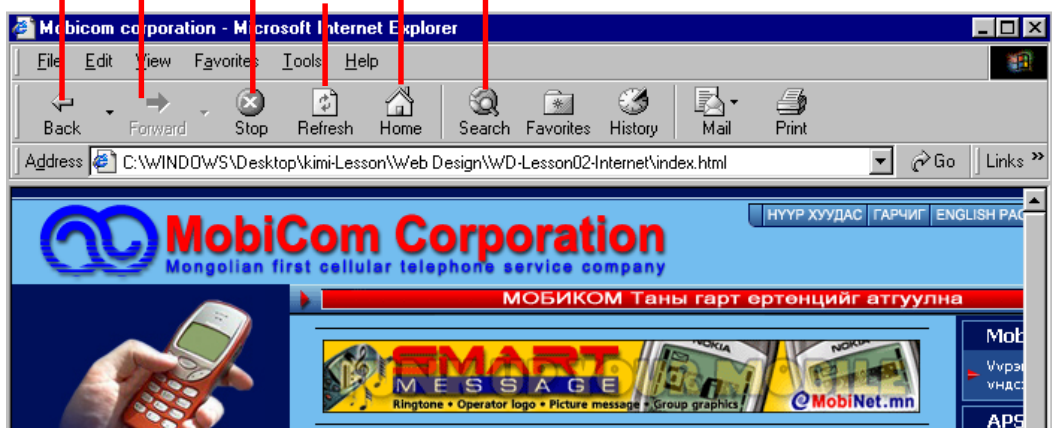 Mobicom corporation - Microsoft Internet Explorer
File Edit View Favorites Tools Help
Back Forward Stop Refresh Home Search Favorites History Mail Print
Address C:\WINDOWS\Desktop\kimi-Lesson\Web Design\WD-Lesson02-Internet\index.html Go Links »
НҮҮР ХУУДАС ГАРЧИГ ENGLISH PAG
MobiCom Corporation
Mongolian first cellular telephone service company
МОБИКОМ Таны гарт ертөнцийг атгуулна
NOKIA NOKIA
SMART
MESSAGE
Ringtone • Operator logo • Picture message • Group graphics
@MobiNet.mn
Mob
APS